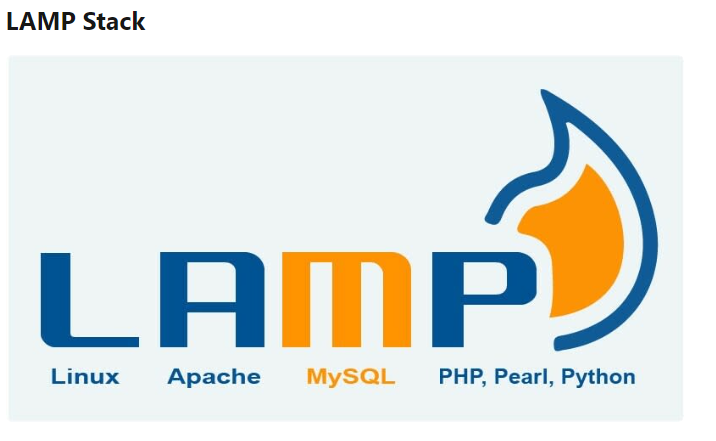 LAMP Stack
LAMP
Linux Apache MySQL PHP, Pearl, Python